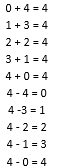 0 + 4 = 4
1 + 3 = 4
2 + 2 = 4
3 + 1 = 4
4 + 0 = 4
4 - 4 = 0
4 -3 = 1
4 - 2 = 2
4 - 1 = 3
4 - 0 = 4